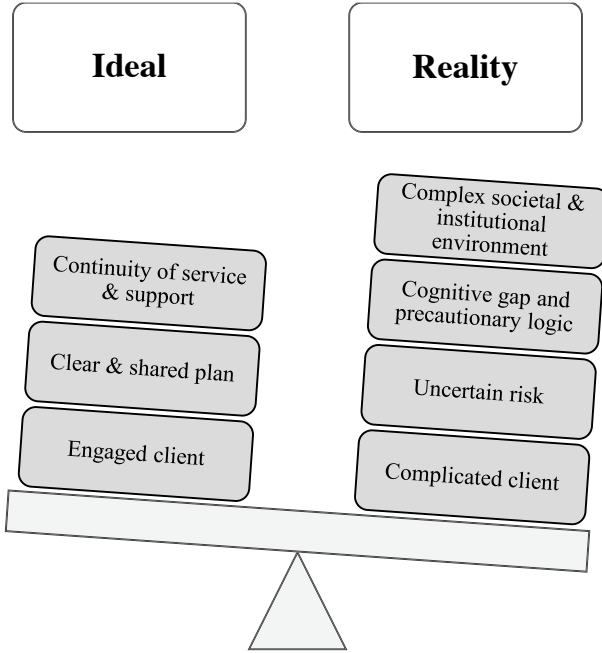 Ideal
Reality
Continuity of service
& support
Clear & shared plan
Engaged client
Complex societal &
institutional
environment
Cognitive gap and
precautionary logic
Uncertain risk
Complicated client